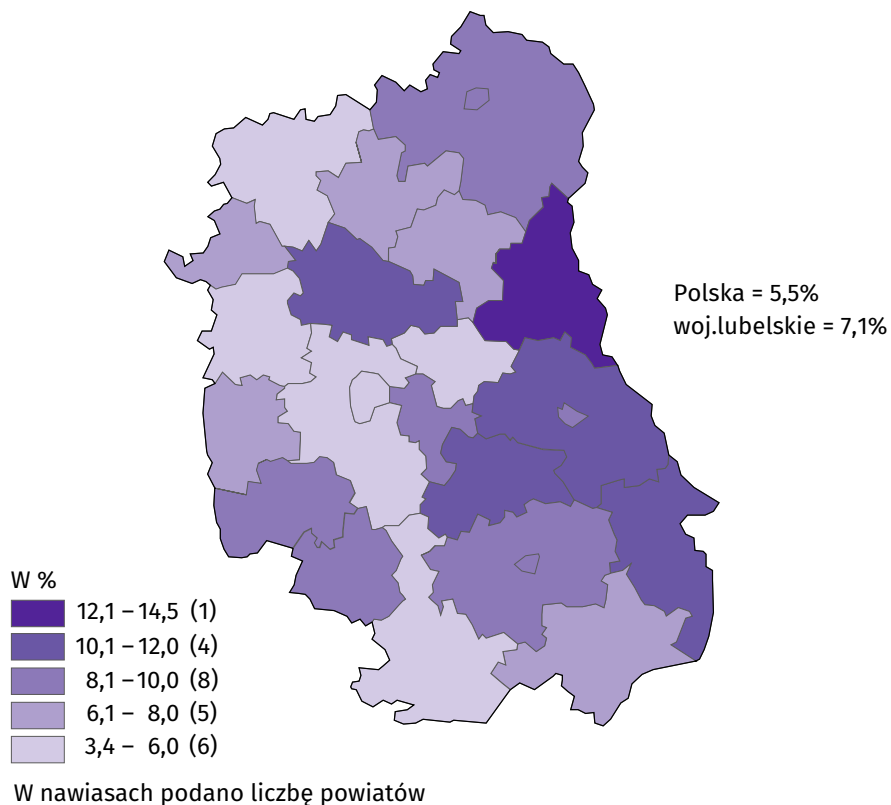 Polska = 5,5%
woj.lubelskie = 7,1%
W %
12,1 – 14,5 (1)
10,1 – 12,0 (4)
8,1 – 10,0 (8)
6,1 – 8,0 (5)
3,4 – 6,0 (6)
W nawiasach podano liczbę powiatów